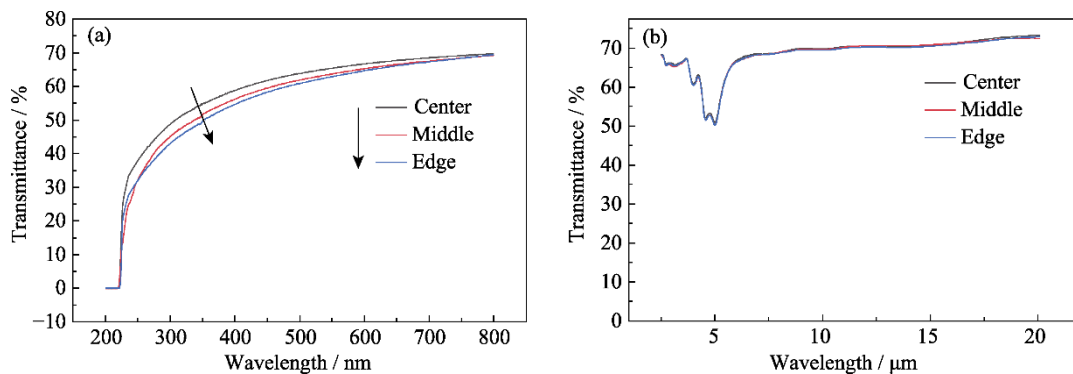 (a)
80
70
60
50
40
30
20
10
0
−10
Transmittance / %
200 300 400 500 600 700 800
Wavelength / nm
Center
Middle
Edge
(b)
70
60
50
40
30
20
10
0
Transmittance / %
5 10 15 20
Wavelength / μm
Center
Middle
Edge